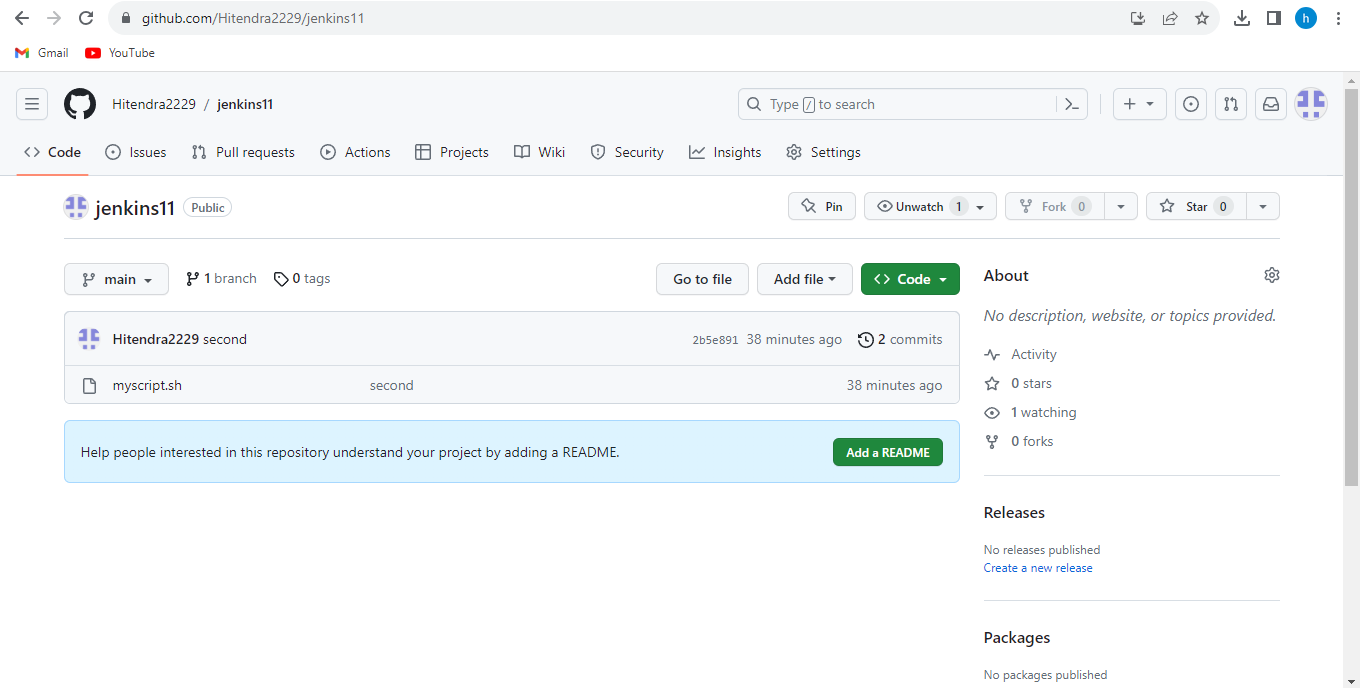 github.com/Hitendra2229/jenkins11
h
Gmail YouTube
Hitendra2229 / jenkins11
Type / to search
Code Issues Pull requests Actions Projects Wiki Security Insights Settings
jenkins11 Public
Pin Unwatch 1 Fork 0 Star 0
main 1 branch 0 tags
Go to file Add file <> Code
About
No description, website, or topics provided.
Hitendra2229 second 2b5e891 38 minutes ago 2 commits
myscript.sh second 38 minutes ago
Help people interested in this repository understand your project by adding a README. Add a README
Activity
0 stars
1 watching
0 forks
Releases
No releases published
Create a new release
Packages
No packages published